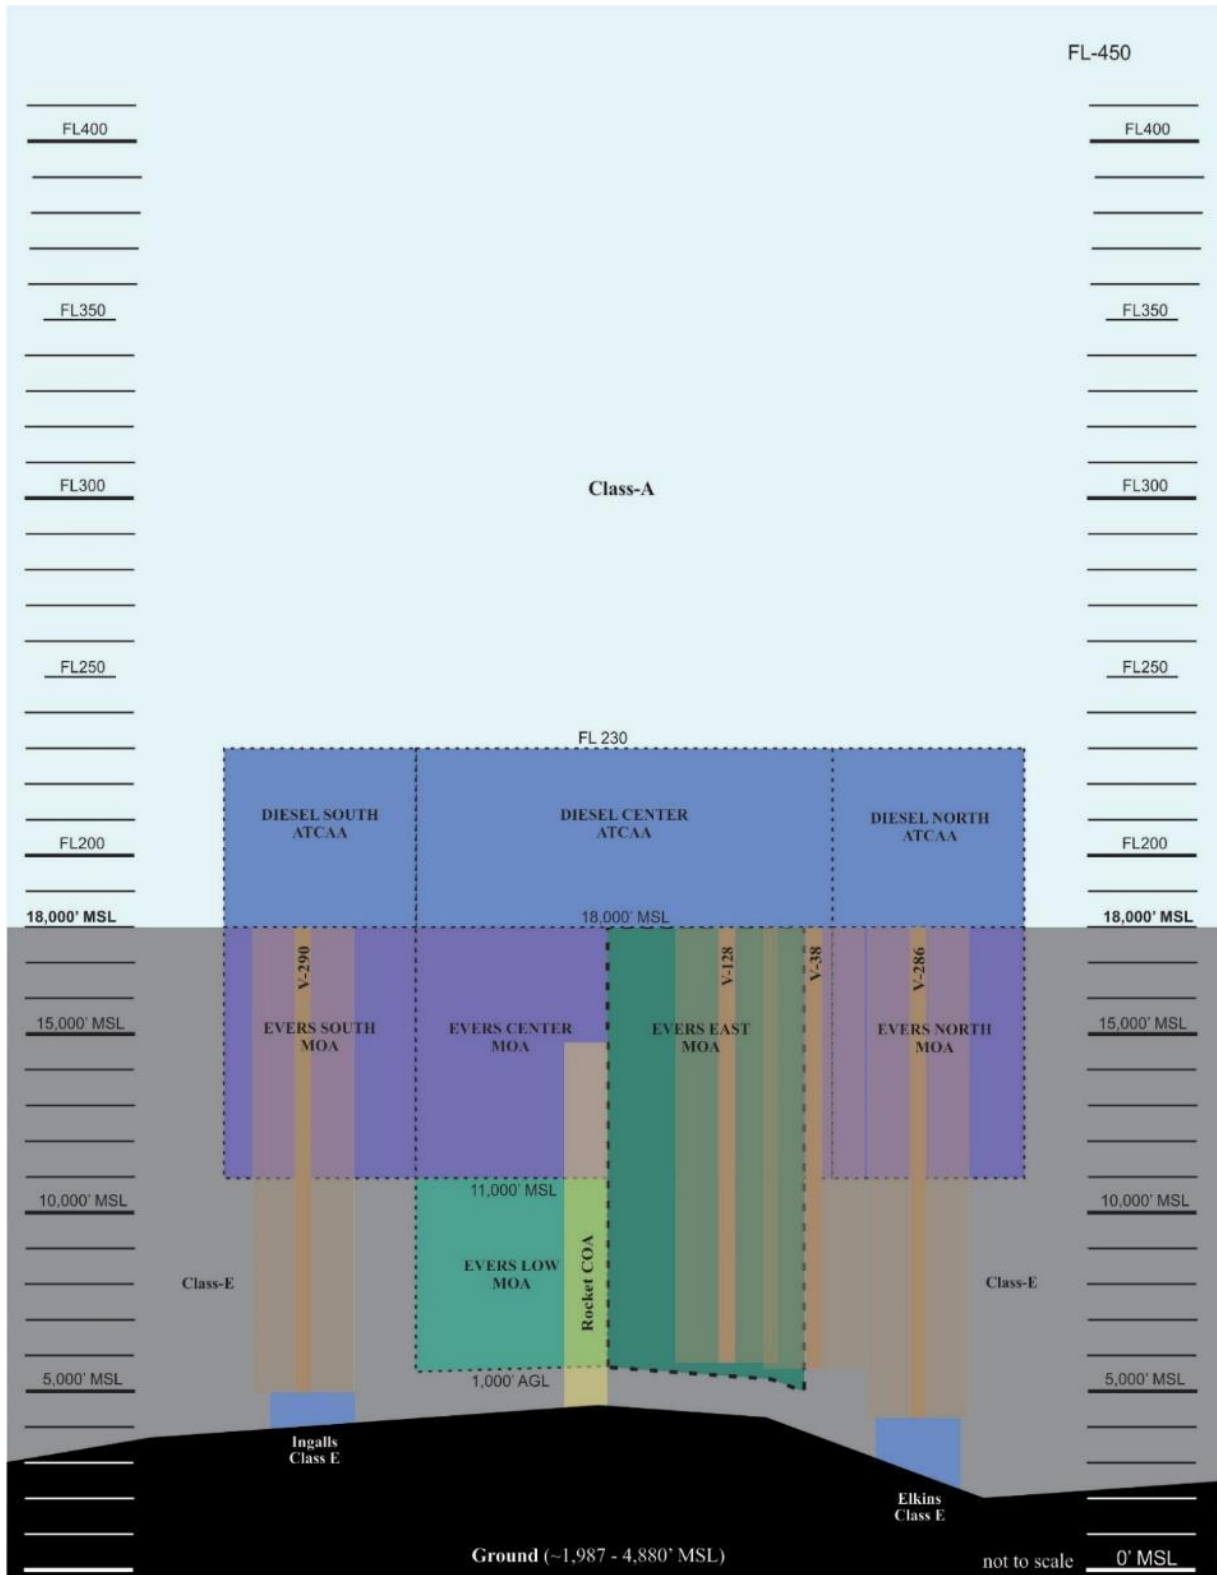 FL-450
FL400 FL400
FL350 FL350
Class-A
FL300 FL300
FL250 FL250
FL 230
DIESEL SOUTH
ATCAA
DIESEL CENTER
ATCAA
DIESEL NORTH
ATCAA
FL200 FL200
18,000' MSL 18,000' MSL 18,000' MSL
V-290
V-128
V-38
V-286
15,000' MSL 15,000' MSL
EVERS SOUTH
MOA
EVERS CENTER
MOA
EVERS EAST
MOA
EVERS NORTH
MOA
11,000' MSL
10,000' MSL 10,000' MSL
Class-E
EVERS LOW
MOA
Rocket COA
Class-E
1,000' AGL
5,000' MSL 5,000' MSL
Ingalls
Class E
Elkins
Class E
Ground (~1,987 - 4,880' MSL)
not to scale
0' MSL